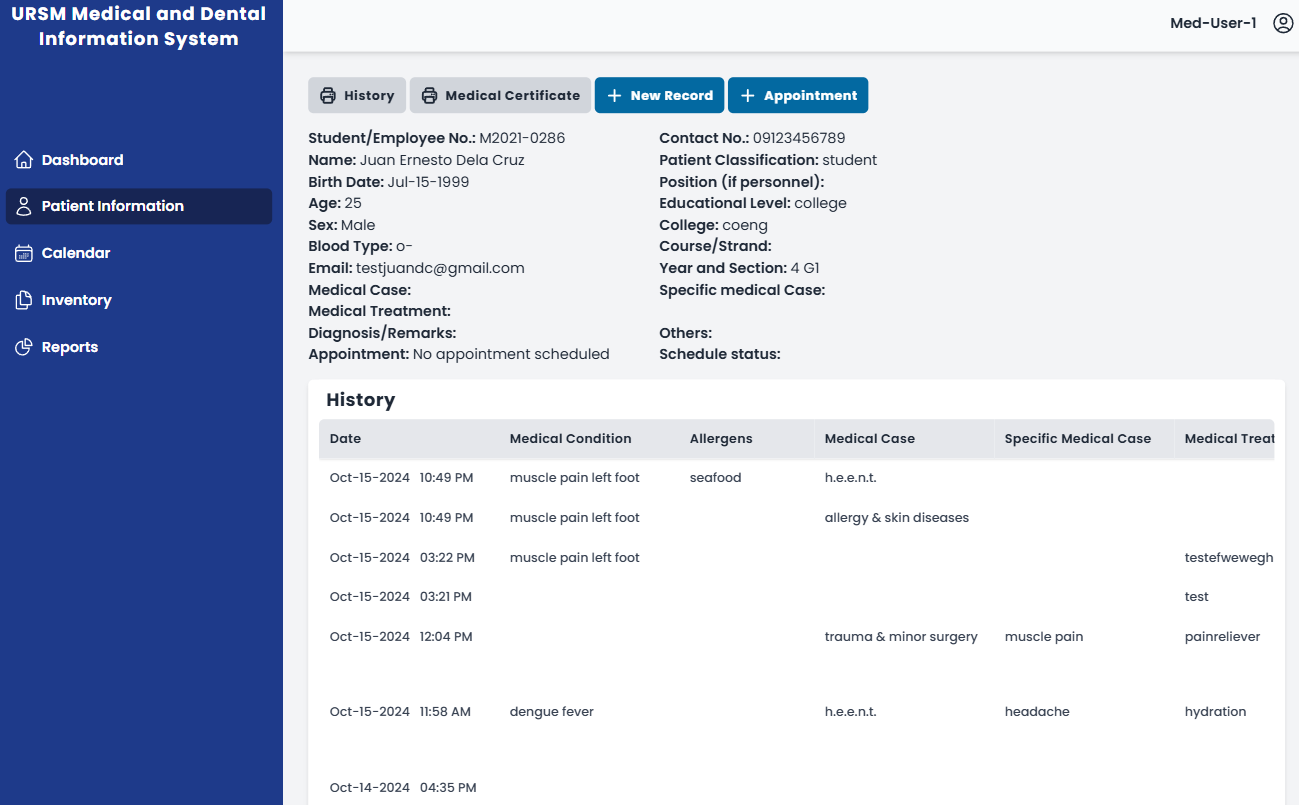 URSM Medical and Dental
Information System
Med-User-1
Dashboard
Patient Information
Calendar
Inventory
Reports
History
Medical Certificate
New Record
Appointment
Student/Employee No.: M2021-0286
Name: Juan Ernesto Dela Cruz
Birth Date: Jul-15-1999
Age: 25
Sex: Male
Blood Type: o-
Email: testjuandc@gmail.com
Medical Case:
Medical Treatment:
Diagnosis/Remarks:
Appointment: No appointment scheduled
Contact No.: 09123456789
Patient Classification: student
Position (if personnel):
Educational Level: college
College: coeng
Course/Strand:
Year and Section: 4 G1
Specific medical Case:
Others:
Schedule status:
History
Date Medical Condition Allergens Medical Case Specific Medical Case Medical Treat
Oct-15-2024 10:49 PM muscle pain left foot seafood h.e.e.n.t.
Oct-15-2024 10:49 PM muscle pain left foot allergy & skin diseases
Oct-15-2024 03:22 PM muscle pain left foot testefwewegh
Oct-15-2024 03:21 PM test
Oct-15-2024 12:04 PM trauma & minor surgery muscle pain painreliever
Oct-15-2024 11:58 AM dengue fever h.e.e.n.t. headache hydration
Oct-14-2024 04:35 PM